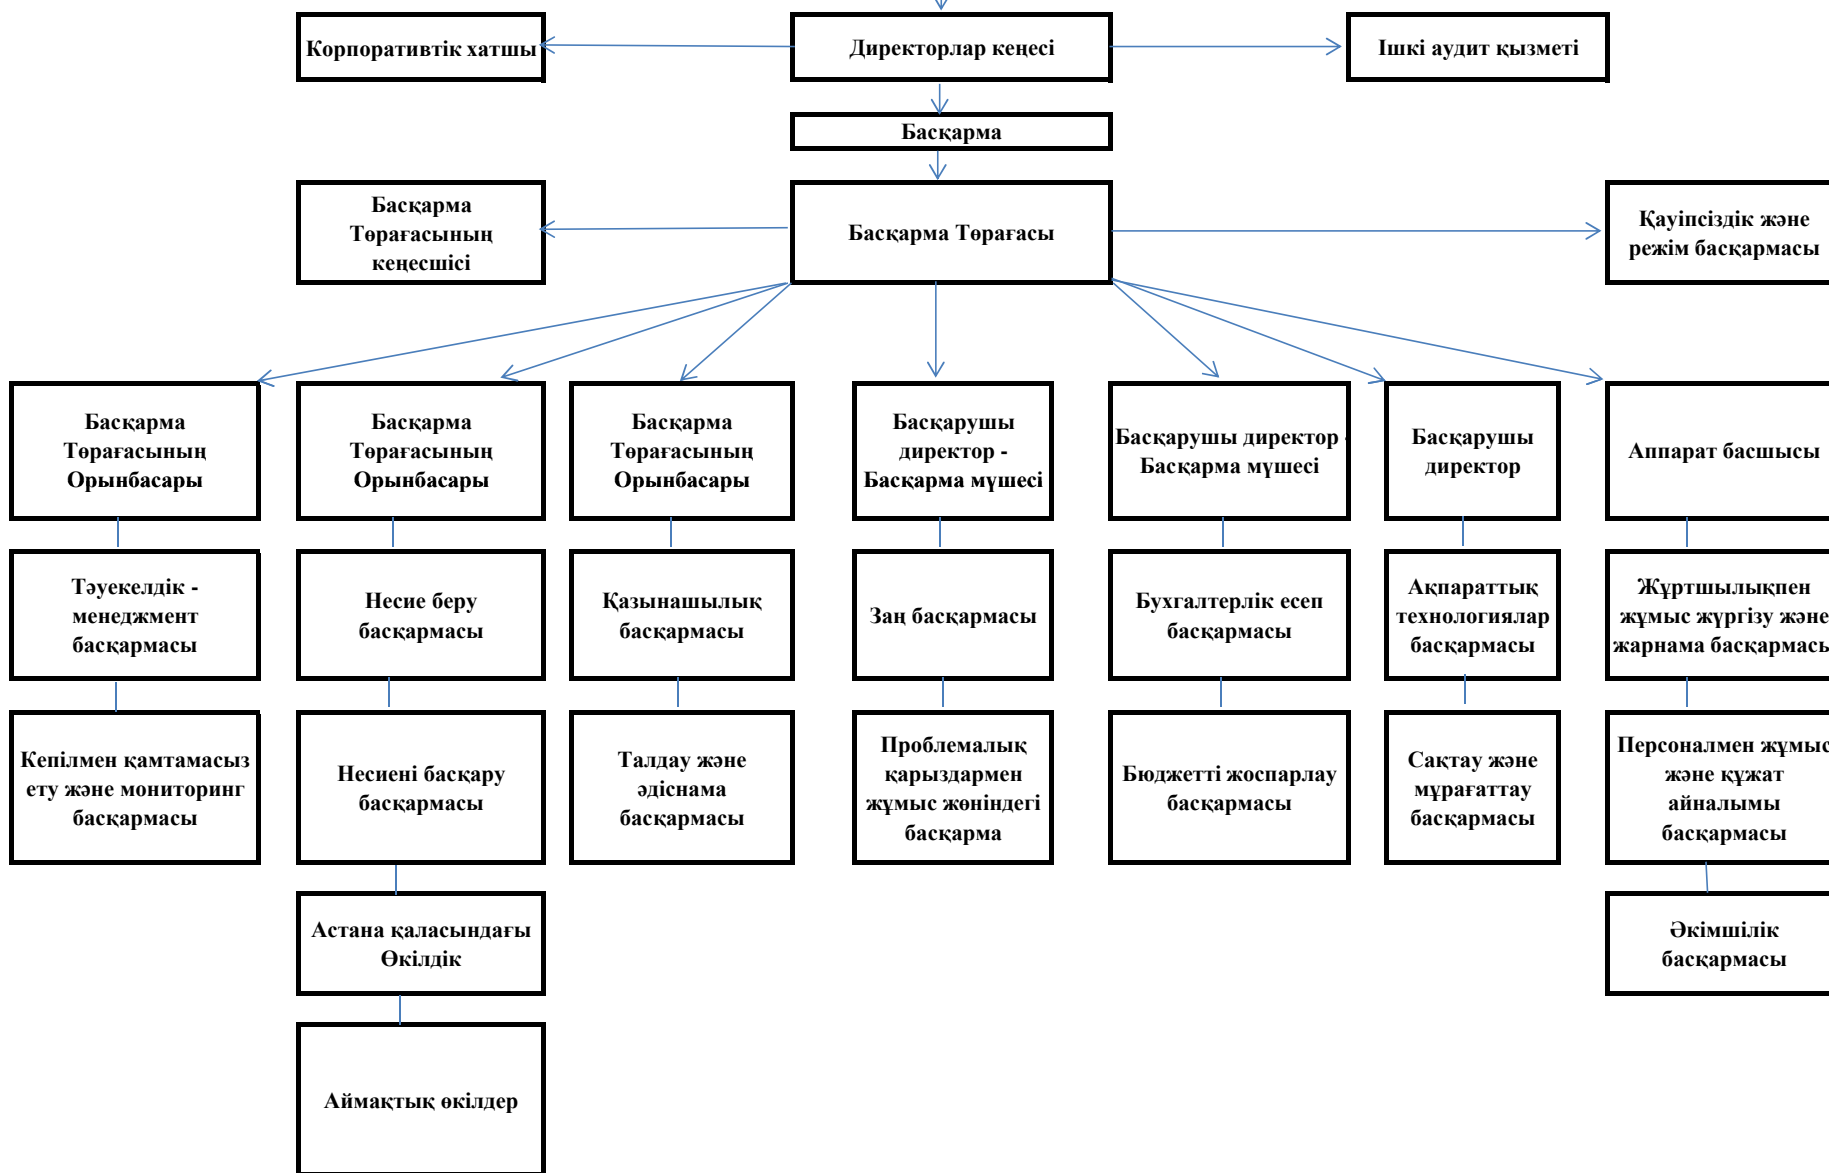 Корпоративтік хатшы
Директорлар кеңесі
Ішкі аудит қызметі
Басқарма
Басқарма
Төрағасының
кеңесшісі
Басқарма Төрағасы
Қауіпсіздік және
режім басқармасы
Басқарма
Төрағасының
Орынбасары
Басқарма
Төрағасының
Орынбасары
Басқарма
Төрағасының
Орынбасары
Басқарушы
директор -
Басқарма мүшесі
Басқарушы директор -
Басқарма мүшесі
Басқарушы
директор
Аппарат басшысы
Тәуекелдік -
менеджмент
басқармасы
Несие беру
басқармасы
Қазынашылық
басқармасы
Заң басқармасы
Бухгалтерлік есеп
басқармасы
Ақпараттық
технологиялар
басқармасы
Жұртшылықпен
жұмыс жүргізу және
жарнама басқармасы
Кепілмен қамтамасыз
ету және мониторинг
басқармасы
Несиені басқару
басқармасы
Талдау және
әдіснама
басқармасы
Проблемалық
қарыздармен
жұмыс жөніндегі
басқарма
Бюджетті жоспарлау
басқармасы
Сақтау және
мұрағаттау
басқармасы
Персоналмен жұмыс
және құжат
айналымы
басқармасы
Астана қаласындағы
Өкілдік
Әкімшілік
басқармасы
Аймақтық өкілдер